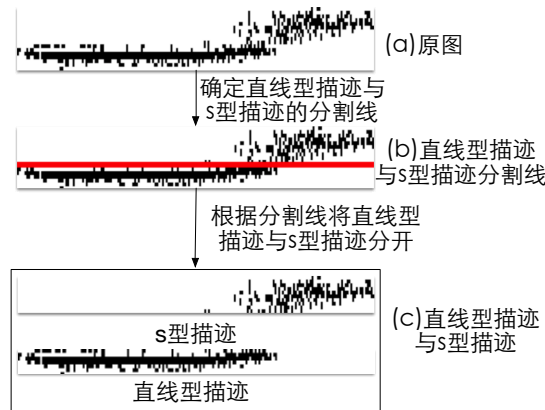 (a)原图
确定直线型描迹与
s型描迹的分割线
(b)直线型描迹
与s型描迹分割线
根据分割线将直线型
描迹与s型描迹分开
s型描迹
(c)直线型描迹
与s型描迹
直线型描迹